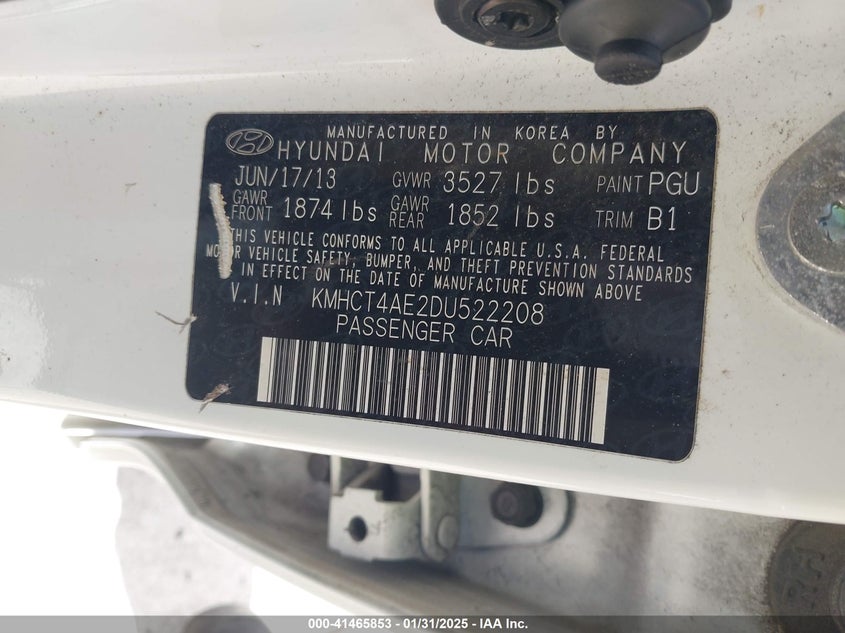 MANUFACTURED IN KOREA BY
HYUNDAI MOTOR COMPANY
JUN/17/13 GVWR 3527 lbs PAINT PGU
GAWR FRONT 1874 lbs GAWR REAR 1852 lbs TRIM B1
THIS VEHICLE CONFORMS TO ALL APPLICABLE U.S.A. FEDERAL
MOTOR VEHICLE SAFETY, BUMPER, AND THEFT PREVENTION STANDARDS
IN EFFECT ON THE DATE OF MANUFACTURE SHOWN ABOVE
V.I.N KMHCT4AE2DU522208
PASSENGER CAR
000-41465853 - 01/31/2025 - IAA Inc.